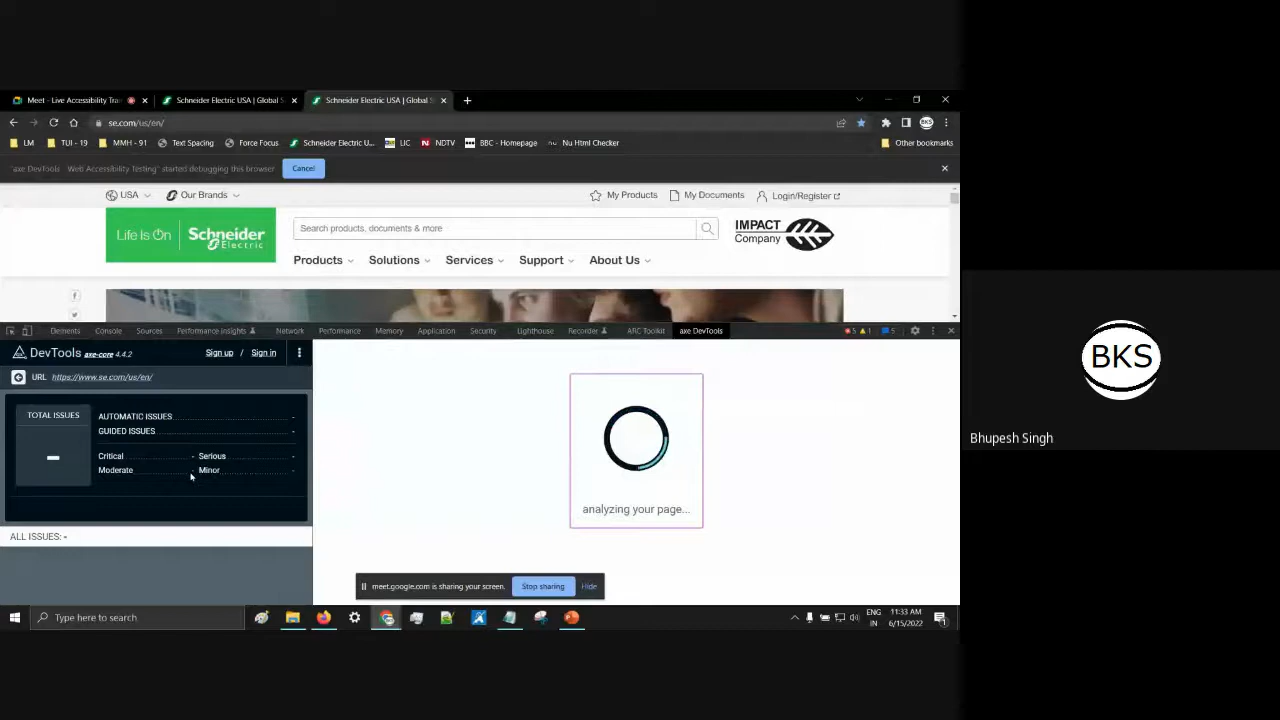 Meet - Live Accessibility Tra
Schneider Electric USA | Global S
Schneider Electric USA | Global S
se.com/us/en/
BKS
LM
TUI - 19
MMH - 91
Text Spacing
Force Focus
Schneider Electric U...
LIC
NDTV
BBC - Homepage
Nu Html Checker
Other bookmarks
"axe DevTools - Web Accessibility Testing" started debugging this browser
Cancel
USA
Our Brands
My Products
My Documents
Login/Register
Life Is On | Schneider Electric
Search products, documents & more
IMPACT Company
Products
Solutions
Services
Support
About Us
Elements
Console
Sources
Performance insights
Network
Performance
Memory
Application
Security
Lighthouse
Recorder
ARC Toolkit
axe DevTools
5
1
5
DevTools axe-core 4.4.2
Sign up / Sign in
URL https://www.se.com/us/en/
TOTAL ISSUES
-
AUTOMATIC ISSUES -
GUIDED ISSUES -
Critical - Serious -
Moderate - Minor -
ALL ISSUES: -
analyzing your page...
meet.google.com is sharing your screen.
Stop sharing
Hide
Type here to search
ENG
IN
11:33 AM
6/15/2022
BKS
Bhupesh Singh